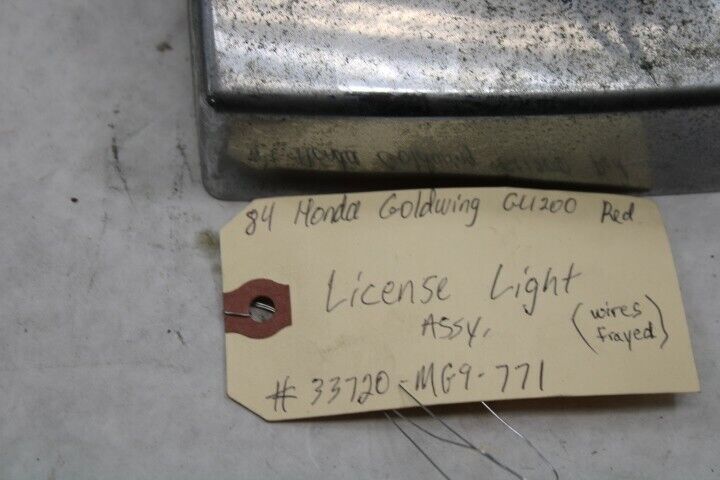 84 Honda Goldwing GL1200 Red
License Light
Assy.
(wires
frayed)
# 33720-MG9-771